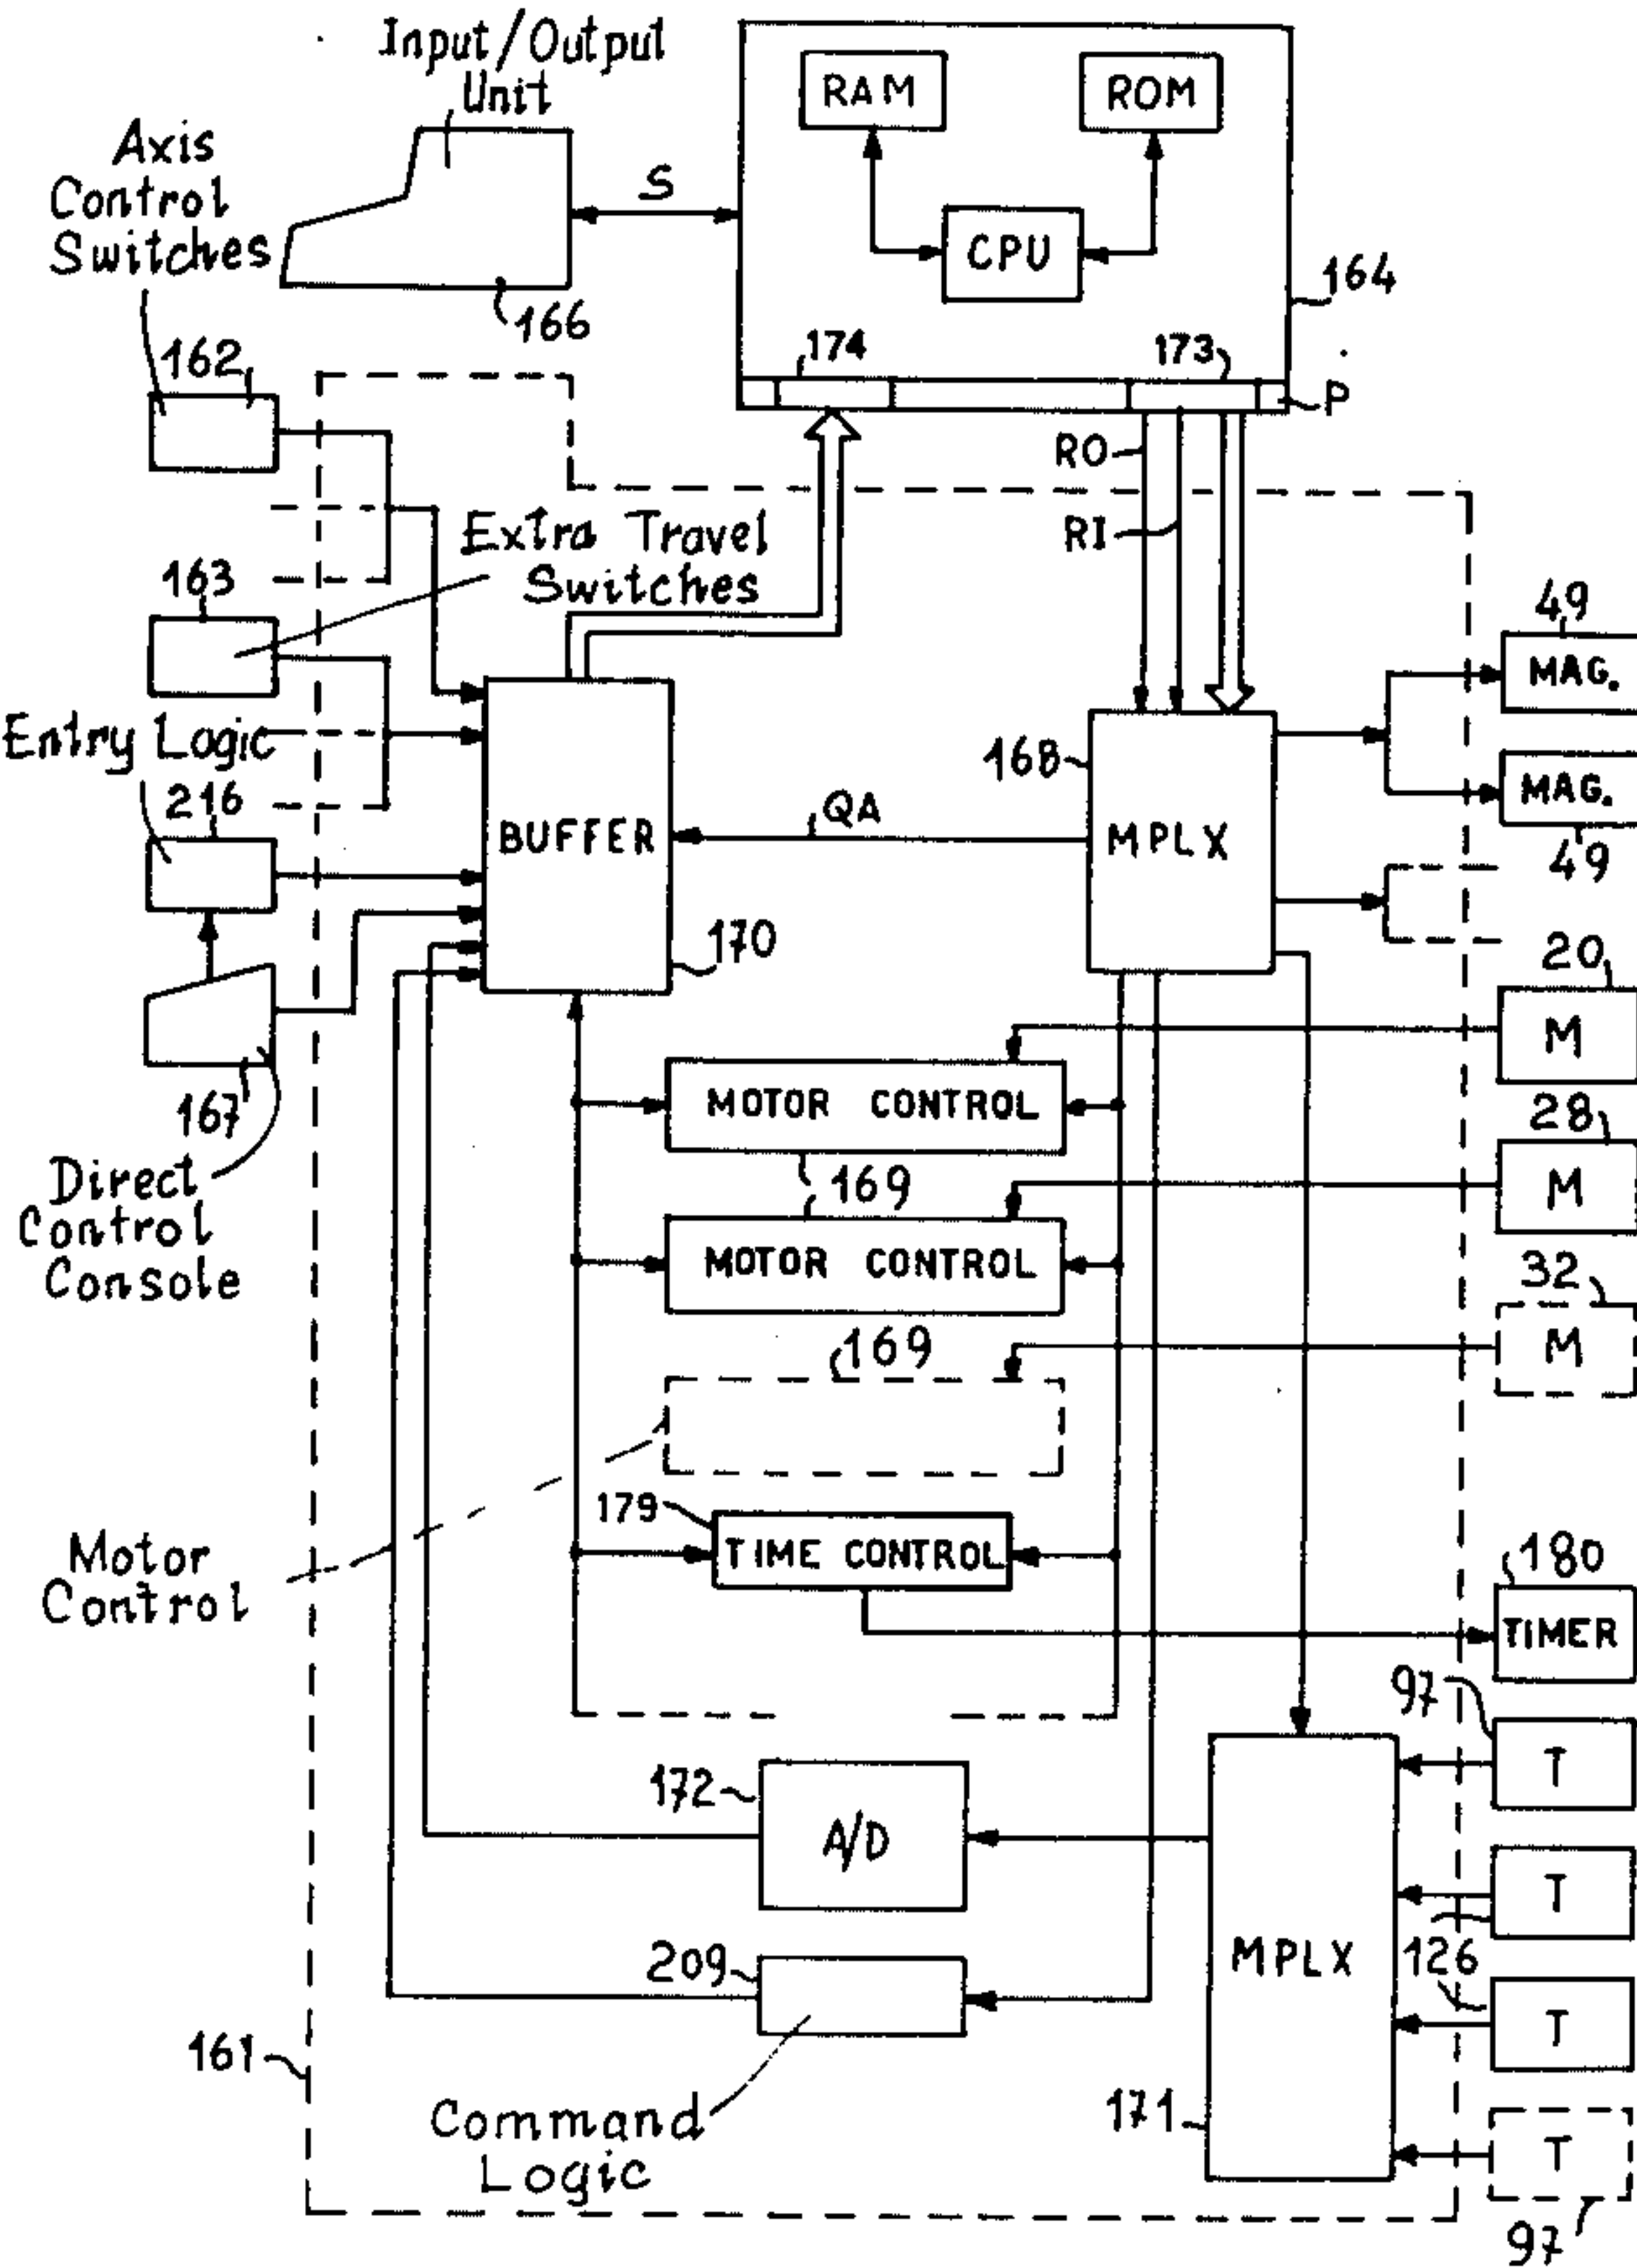 Input/Output
Unit
RAM
ROM
Axis
Control
Switches
S
CPU
164
166
162
174
173
P
RO
RI
Extra Travel
Switches
163
49
MAG.
Entry Logic
168
216
QA
MAG.
BUFFER
MPLX
49
170
20
M
MOTOR CONTROL
167
28
Direct
Control
Console
169
M
MOTOR CONTROL
32
169
M
179
Motor
Control
TIME CONTROL
180
TIMER
97
172
T
A/D
T
209
MPLX
126
T
161
Command
Logic
171
T
97